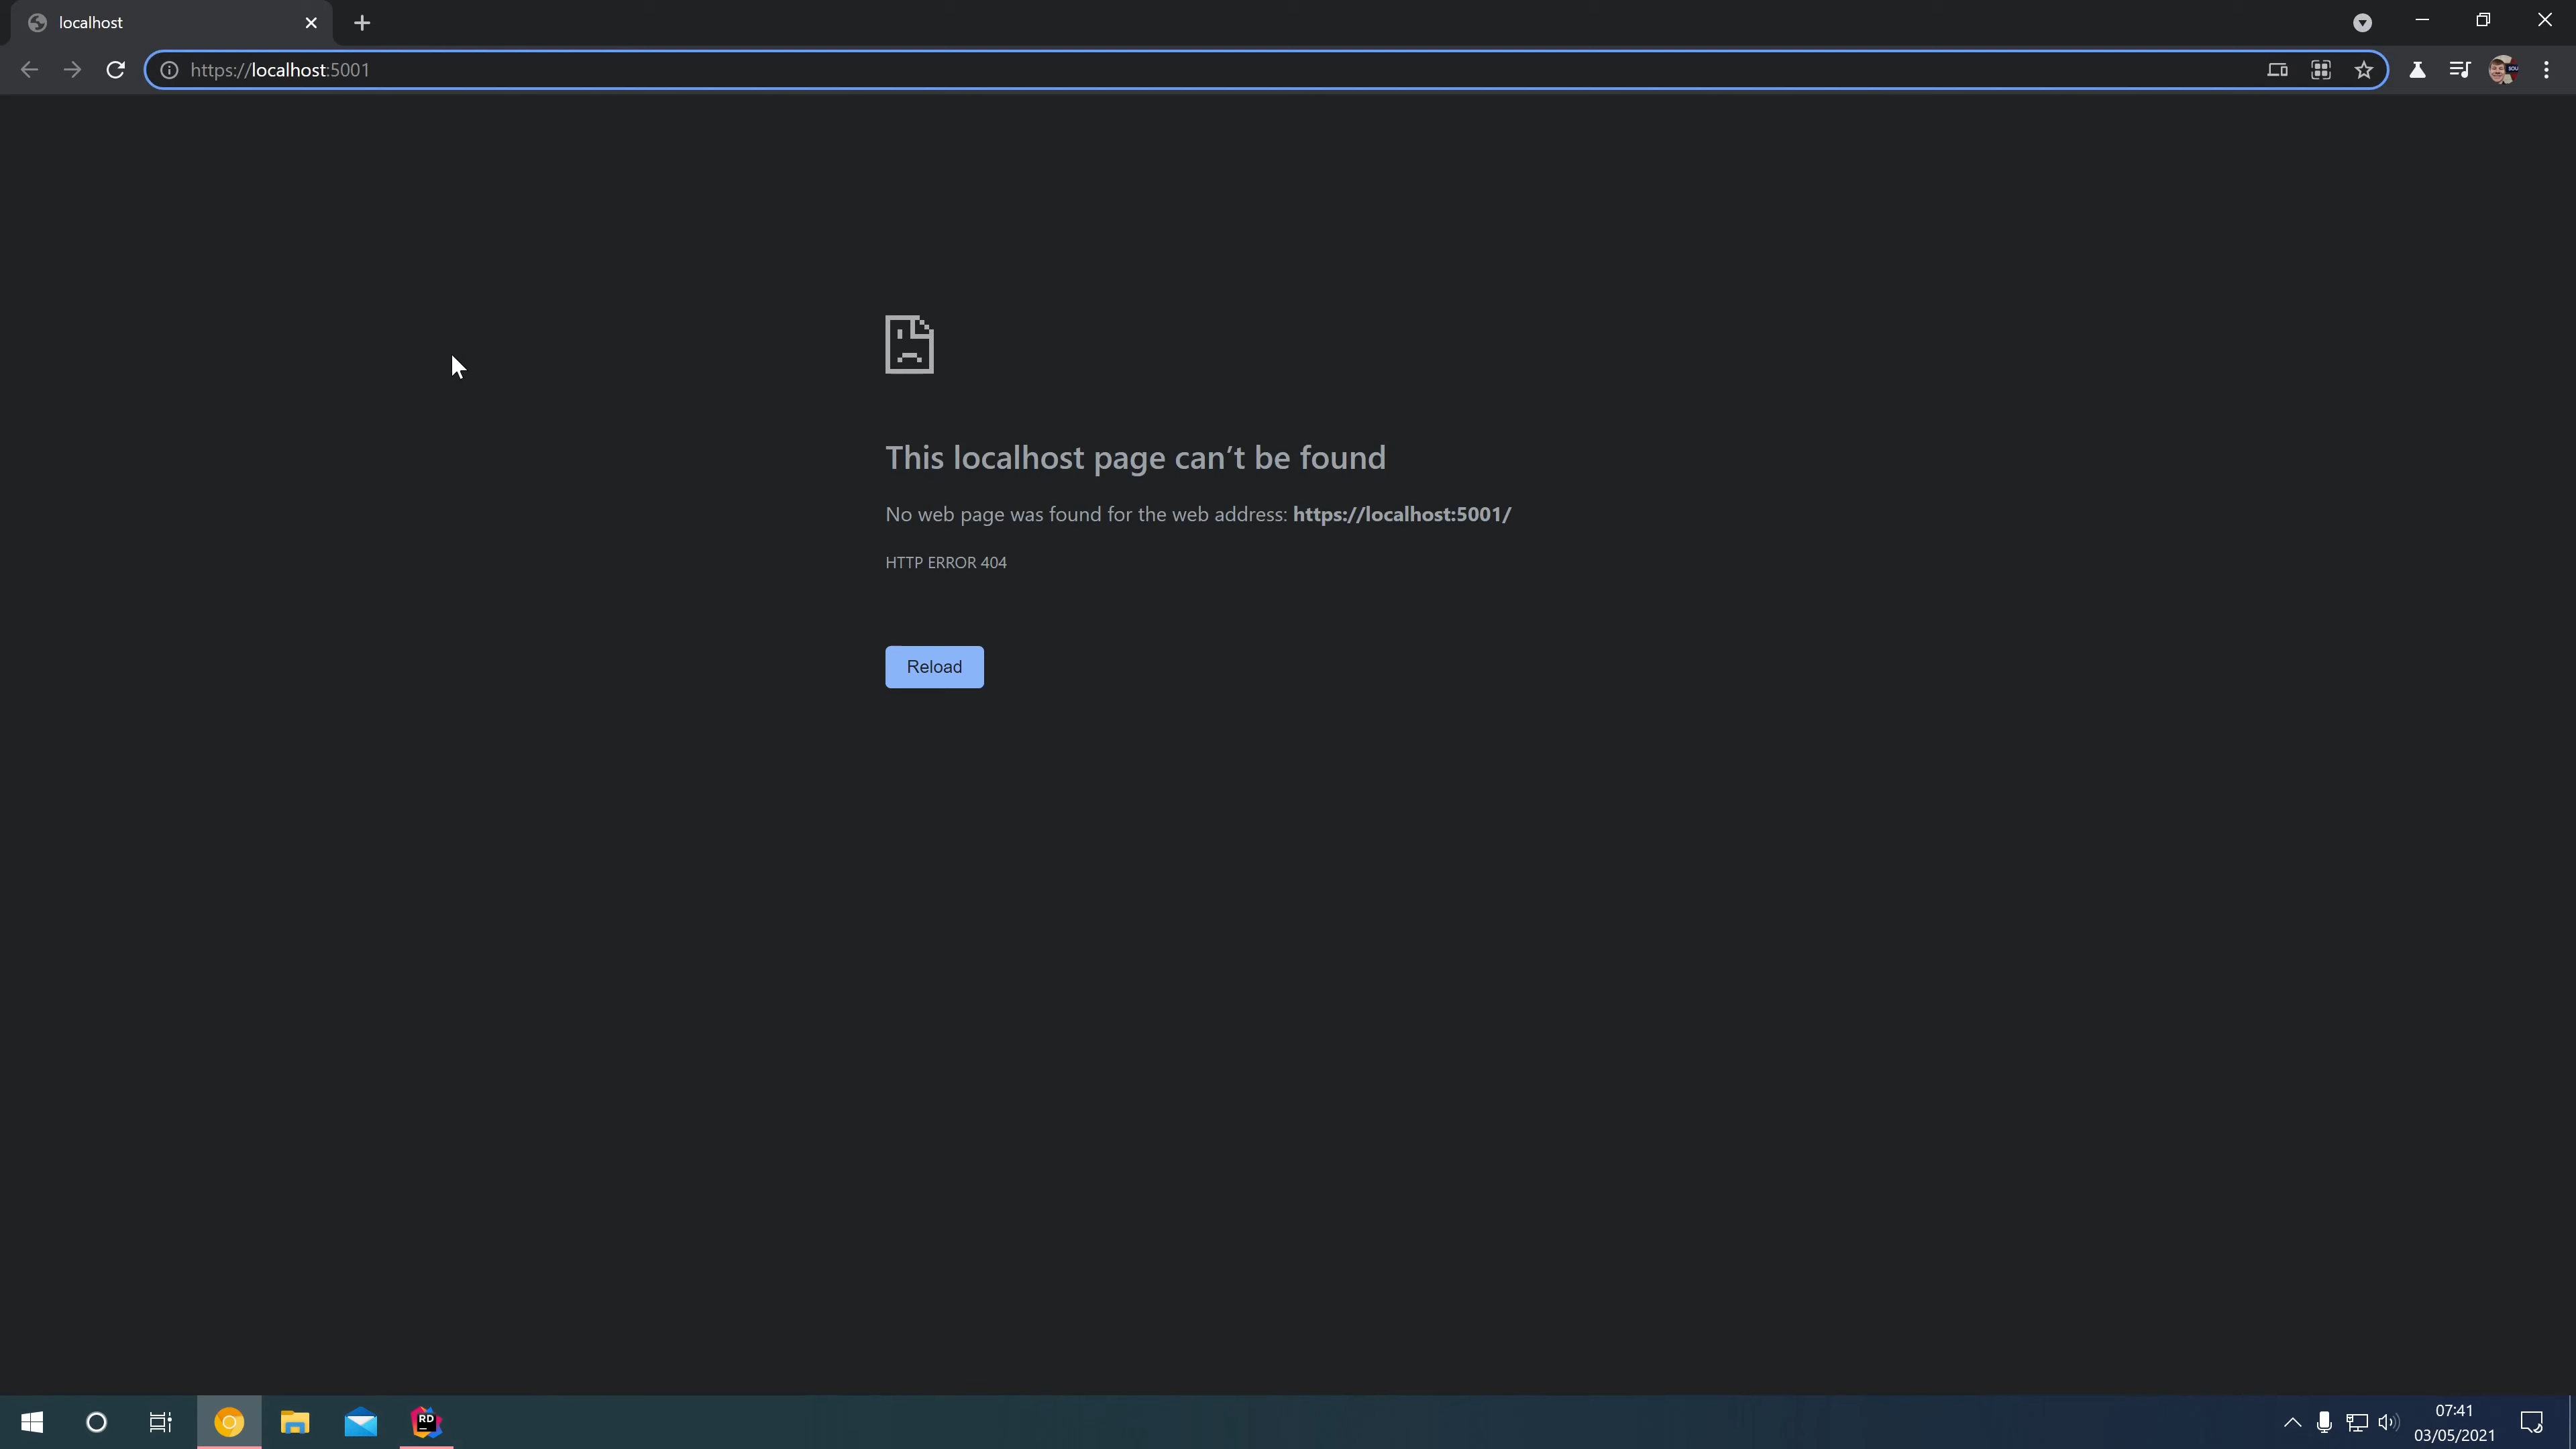 localhost
https://localhost:5001
This localhost page can't be found
No web page was found for the web address: https://localhost:5001/
HTTP ERROR 404
Reload
RD
07:41
03/05/2021